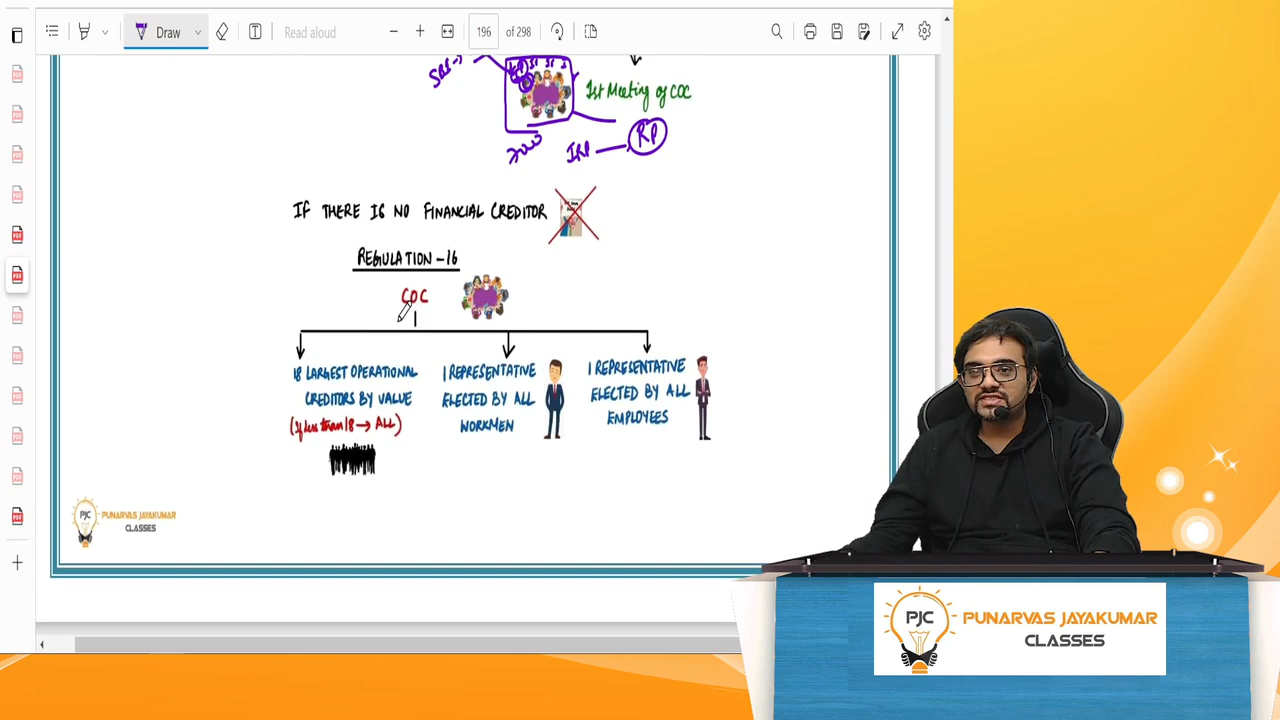 Draw
Read aloud
196 of 298
1st Meeting of COC
IRP — RP
IF THERE IS NO FINANCIAL CREDITOR
REGULATION - 16
COC
18 LARGEST OPERATIONAL
CREDITORS BY VALUE
(If less than 18 → ALL)
1 REPRESENTATIVE
ELECTED BY ALL
WORKMEN
1 REPRESENTATIVE
ELECTED BY ALL
EMPLOYEES
PJC PUNARVAS JAYAKUMAR
CLASSES
PJC PUNARVAS JAYAKUMAR
CLASSES